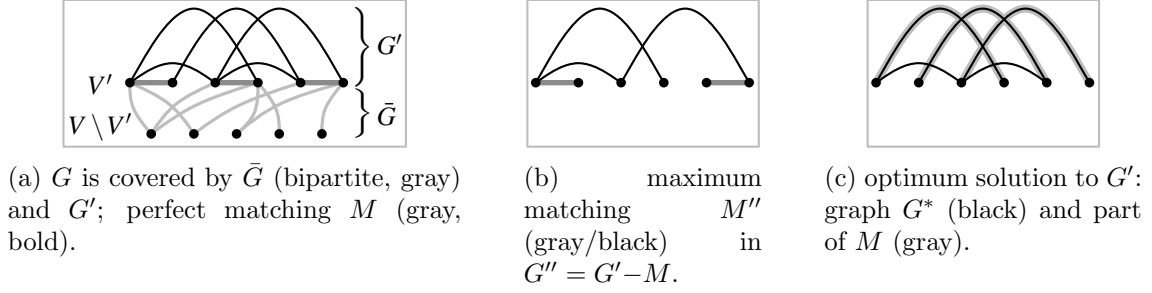 G′
V′
Ḡ
V \ V′
(a) G is covered by Ḡ (bipartite, gray)
and G′; perfect matching M (gray,
bold).
(b) maximum
matching M″
(gray/black) in
G″ = G′−M.
(c) optimum solution to G′:
graph G* (black) and part
of M (gray).